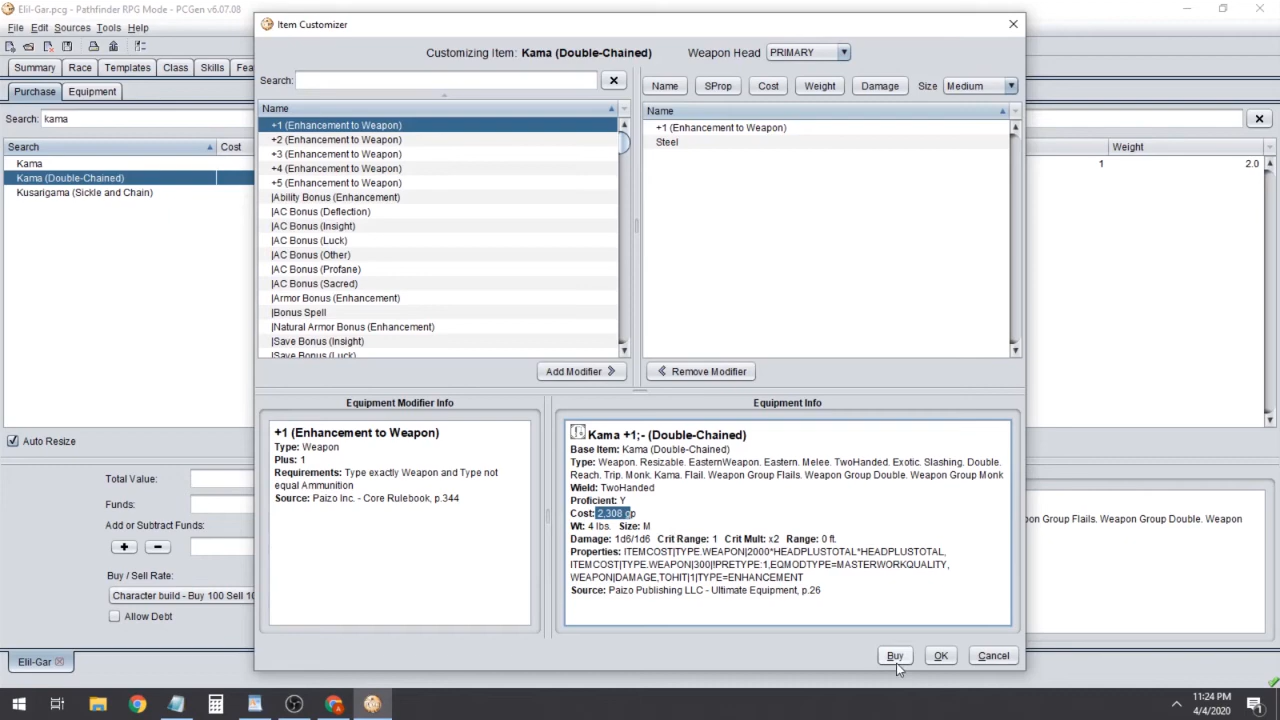 Elil-Gar.pcg - Pathfinder RPG Mode - PCGen v6.07.08
File Edit Sources Tools Help
Summary Race Templates Class Skills Fea
Purchase Equipment
Search: kama
Search Cost
Kama
Kama (Double-Chained)
Kusarigama (Sickle and Chain)
Auto Resize
Total Value:
Funds:
Add or Subtract Funds:
Buy / Sell Rate:
Character build - Buy 100 Sell 10
Allow Debt
Elil-Gar
Item Customizer
Customizing Item: Kama (Double-Chained) Weapon Head PRIMARY
Search:
Name
+1 (Enhancement to Weapon)
+2 (Enhancement to Weapon)
+3 (Enhancement to Weapon)
+4 (Enhancement to Weapon)
+5 (Enhancement to Weapon)
|Ability Bonus (Enhancement)
|AC Bonus (Deflection)
|AC Bonus (Insight)
|AC Bonus (Luck)
|AC Bonus (Other)
|AC Bonus (Profane)
|AC Bonus (Sacred)
|Armor Bonus (Enhancement)
|Bonus Spell
|Natural Armor Bonus (Enhancement)
|Save Bonus (Insight)
|Save Bonus (Luck)
Add Modifier
Name SProp Cost Weight Damage Size Medium
Name
+1 (Enhancement to Weapon)
Steel
Remove Modifier
Equipment Modifier Info
+1 (Enhancement to Weapon)
Type: Weapon
Plus: 1
Requirements: Type exactly Weapon and Type not
equal Ammunition
Source: Paizo Inc. - Core Rulebook, p.344
Equipment Info
Kama +1;- (Double-Chained)
Base Item: Kama (Double-Chained)
Type: Weapon. Resizable. EasternWeapon. Eastern. Melee. TwoHanded. Exotic. Slashing. Double.
Reach. Trip. Monk. Kama. Flail. Weapon Group Flails. Weapon Group Double. Weapon Group Monk
Wield: TwoHanded
Proficient: Y
Cost: 2,308 gp
Wt: 4 lbs. Size: M
Damage: 1d6/1d6 Crit Range: 1 Crit Mult: x2 Range: 0 ft.
Properties: ITEMCOST|TYPE.WEAPON|2000*HEADPLUSTOTAL*HEADPLUSTOTAL,
ITEMCOST|TYPE.WEAPON|300|!PRETYPE:1,EQMODTYPE=MASTERWORKQUALITY,
WEAPON|DAMAGE,TOHIT|1|TYPE=ENHANCEMENT
Source: Paizo Publishing LLC - Ultimate Equipment, p.26
Buy OK Cancel
Weight
1 2.0
on Group Flails. Weapon Group Double. Weapon
11:24 PM
4/4/2020
1